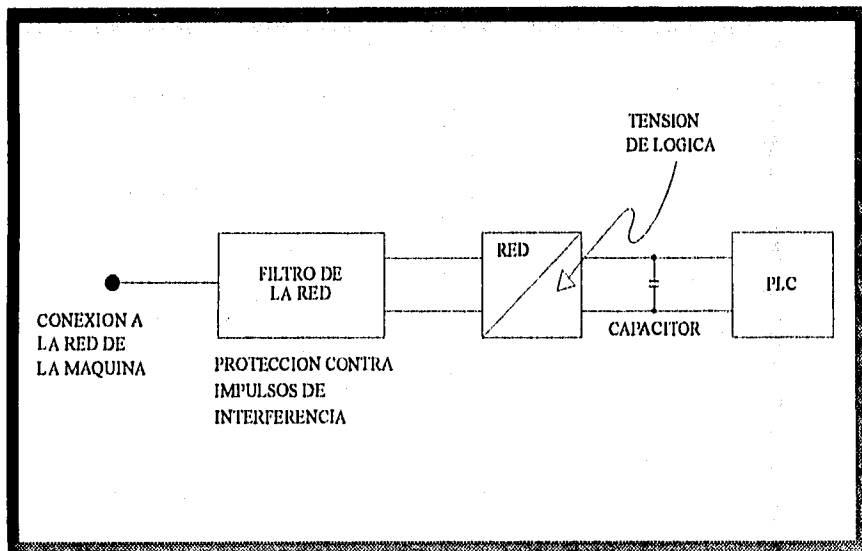 TENSION
DE LOGICA
FILTRO DE
LA RED
RED
PLC
CONEXION A
LA RED DE
LA MAQUINA
PROTECCION CONTRA
IMPULSOS DE
INTERFERENCIA
CAPACITOR